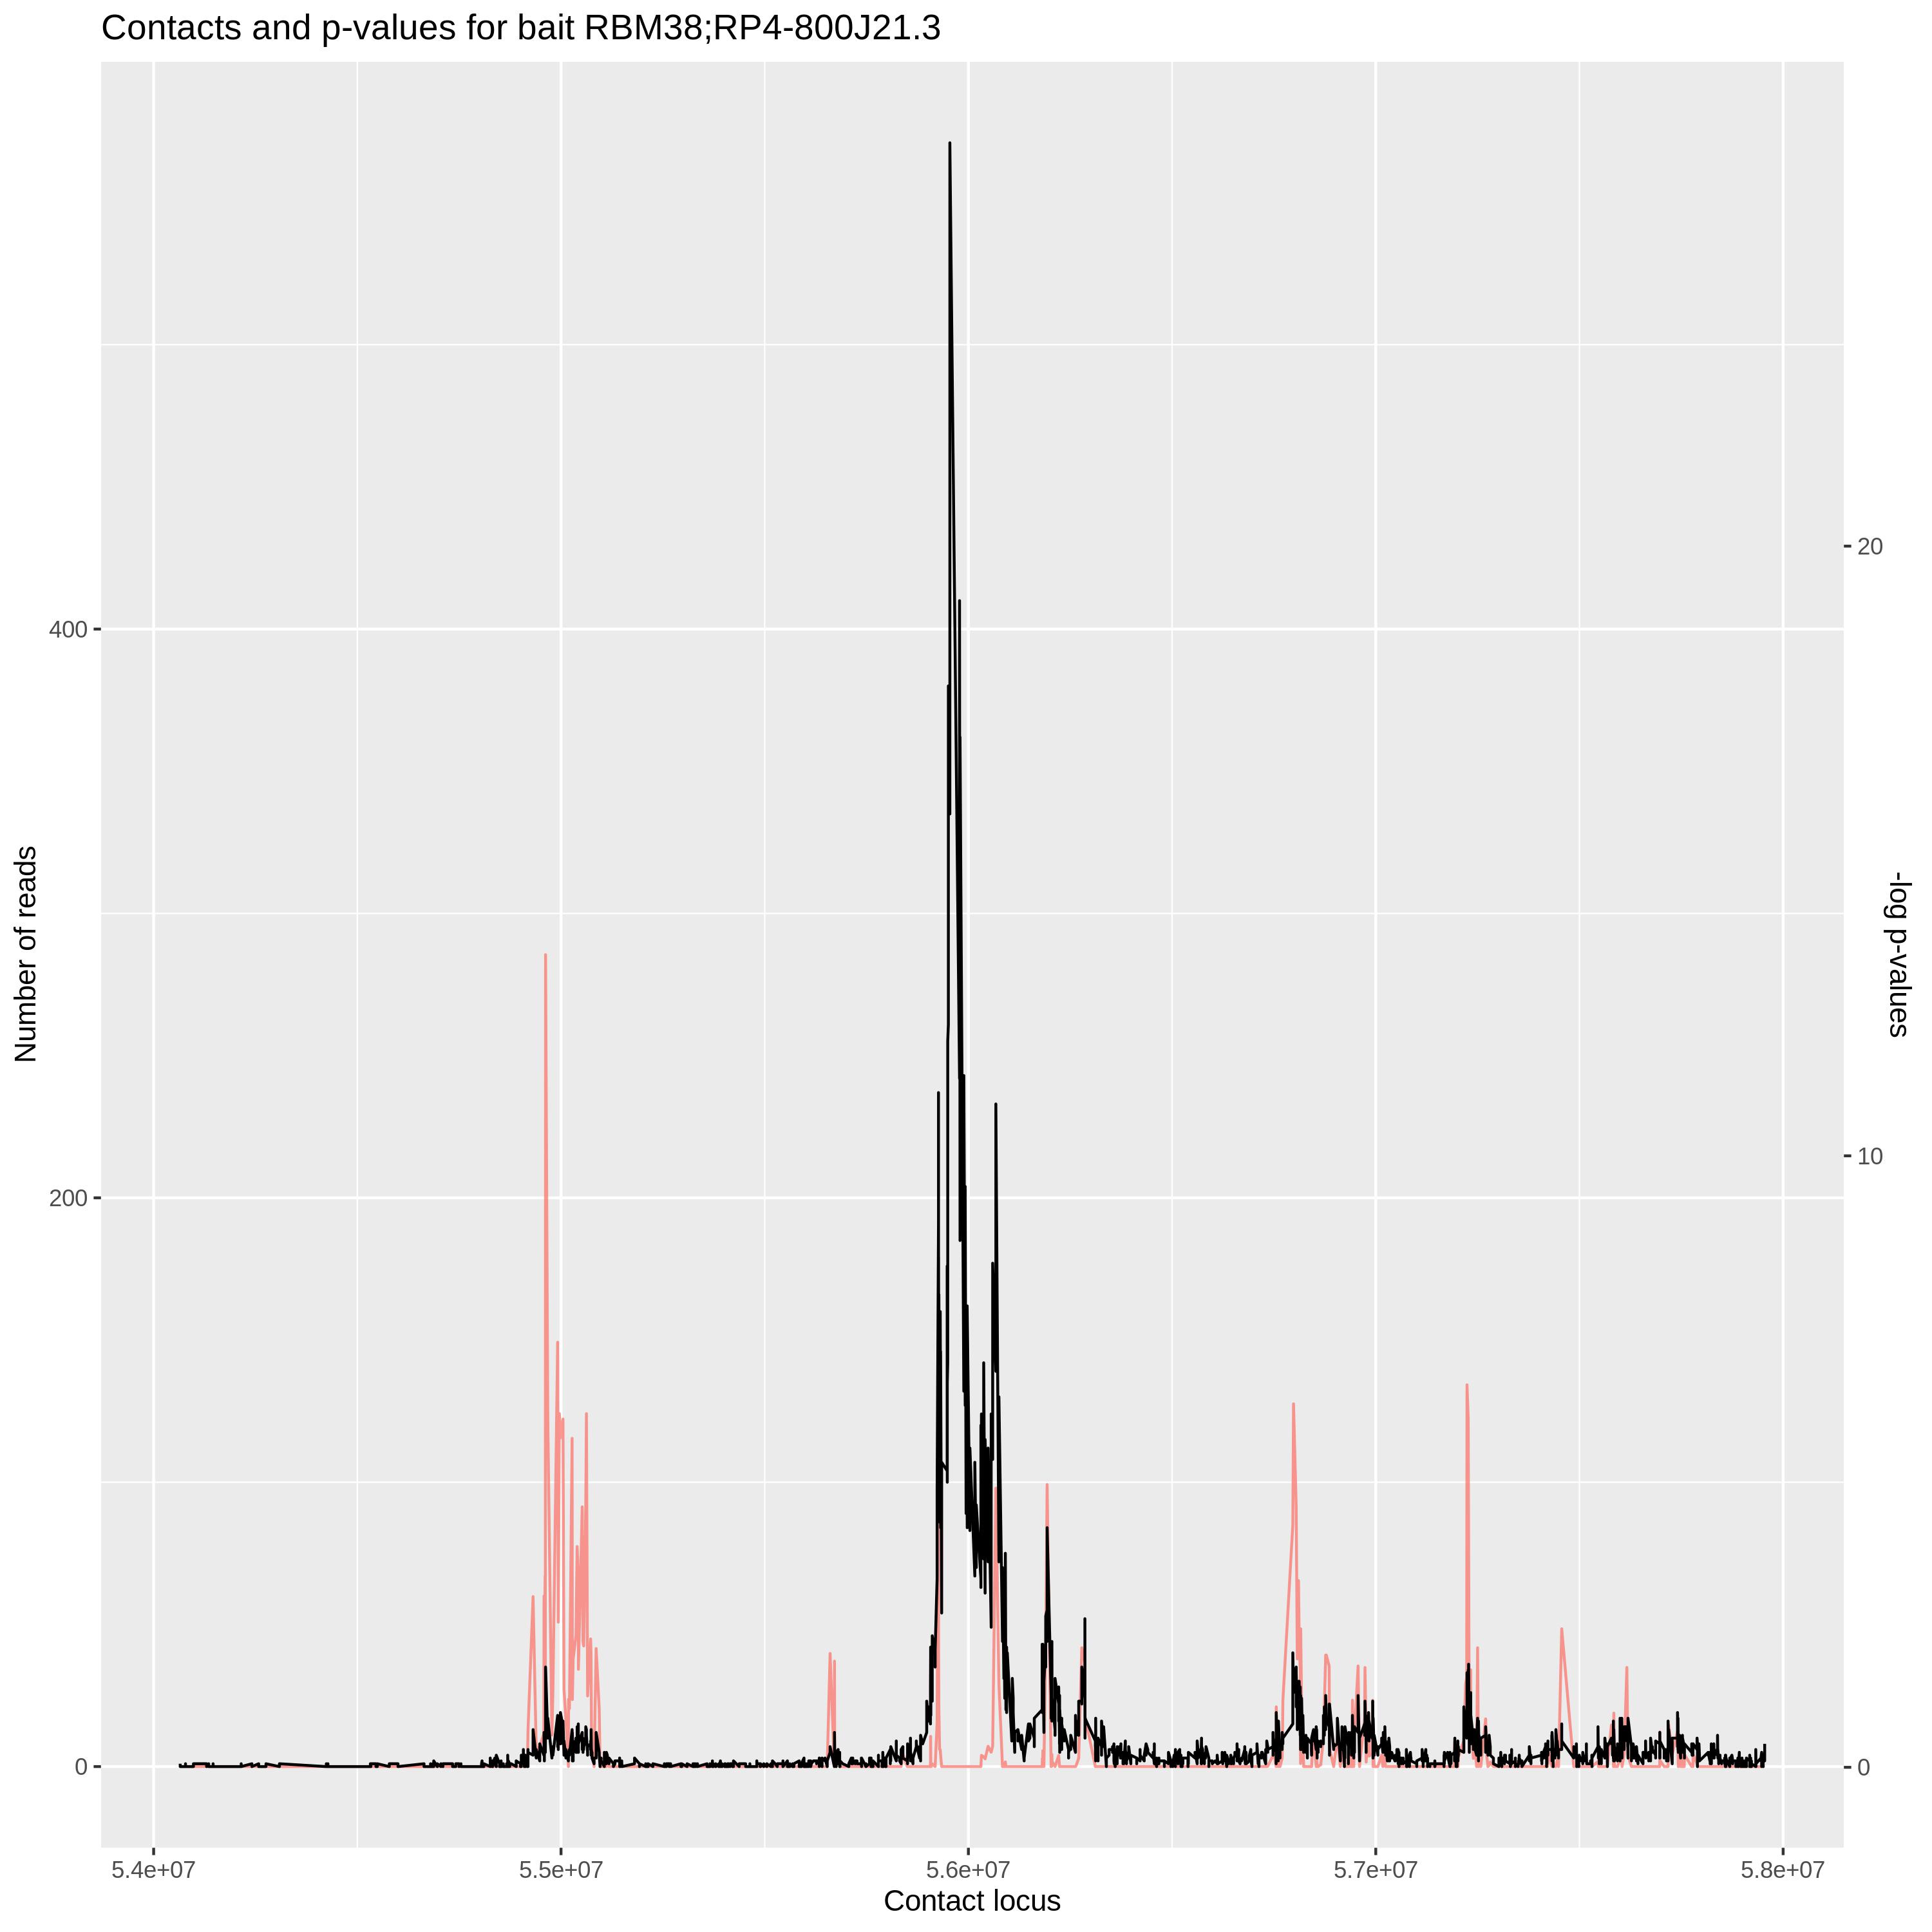 Contacts and p-values for bait RBM38;RP4-800J21.3
Number of reads
400
200
0
20
10
0
-log p-values
5.4e+07
5.5e+07
5.6e+07
5.7e+07
5.8e+07
Contact locus